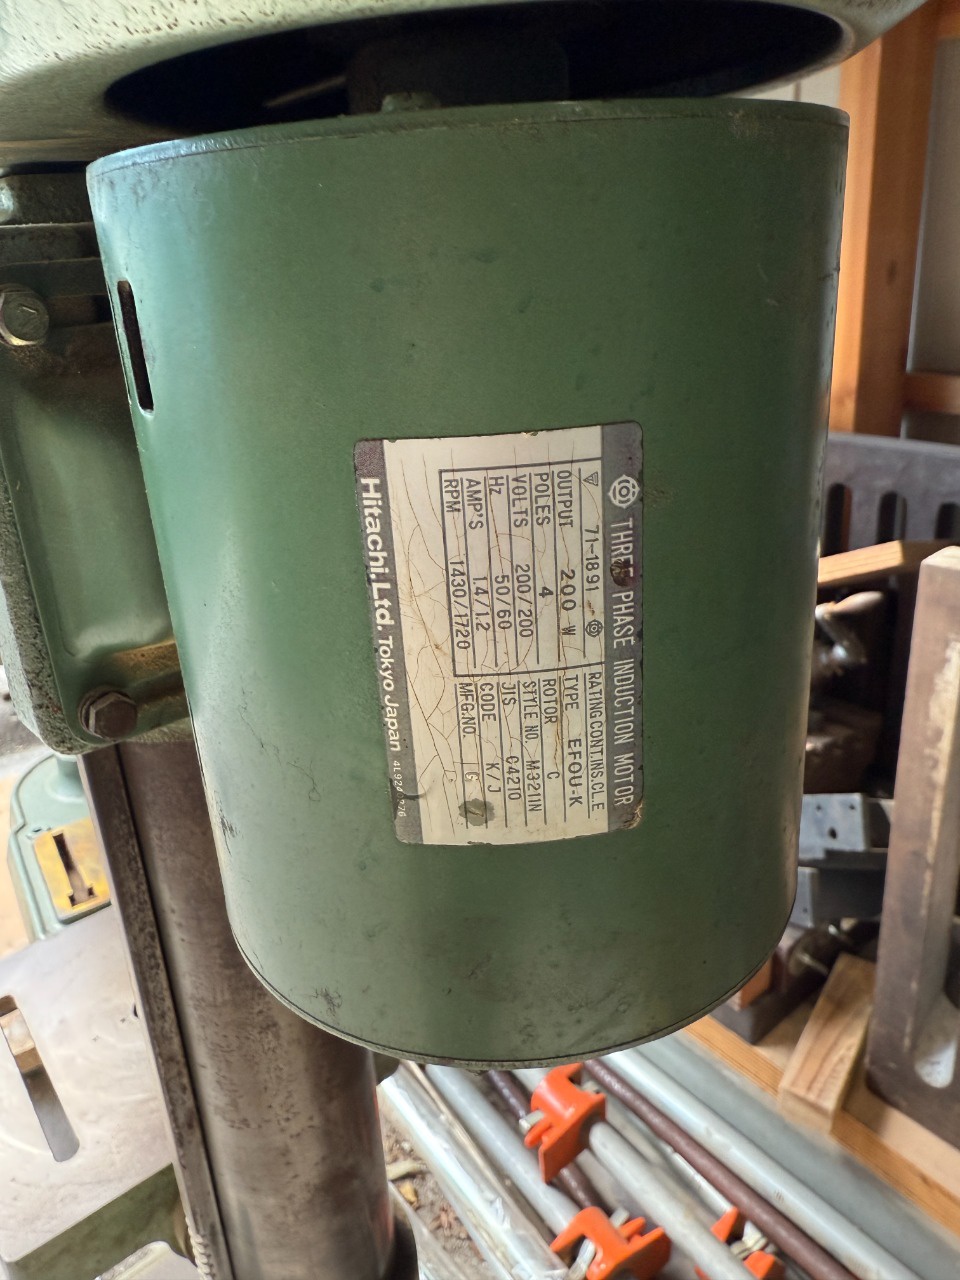 THREE PHASE INDUCTION MOTOR
71-1891
RATING CONT. INS. CL. E
OUTPUT 200 W
TYPE EFOU-K
POLES 4
ROTOR C
VOLTS 200/200
STYLE NO. M3211N
Hz 50/60
JIS C4210
AMP'S 1.4/1.2
CODE K/J
RPM 1430/1720
MFG. NO.
Hitachi, Ltd. Tokyo Japan